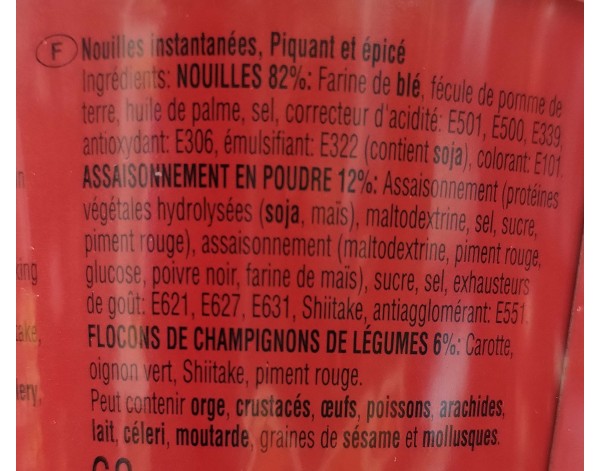 F Nouilles instantanées, Piquant et épicé
Ingrédients: NOUILLES 82%: Farine de blé, fécule de pomme de
terre, huile de palme, sel, correcteur d'acidité: E501, E500, E339,
antioxydant: E306, émulsifiant: E322 (contient soja), colorant: E101
ASSAISONNEMENT EN POUDRE 12%: Assaisonnement (protéines
végétales hydrolysées (soja, maïs), maltodextrine, sel, sucre,
piment rouge), assaisonnement (maltodextrine, piment rouge,
glucose, poivre noir, farine de maïs), sucre, sel, exhausteurs
de goût: E621, E627, E631, Shiitake, antiagglomérant: E551
FLOCONS DE CHAMPIGNONS DE LÉGUMES 6%: Carotte,
oignon vert, Shiitake, piment rouge.
Peut contenir orge, crustacés, œufs, poissons, arachides,
lait, céleri, moutarde, graines de sésame et mollusques.